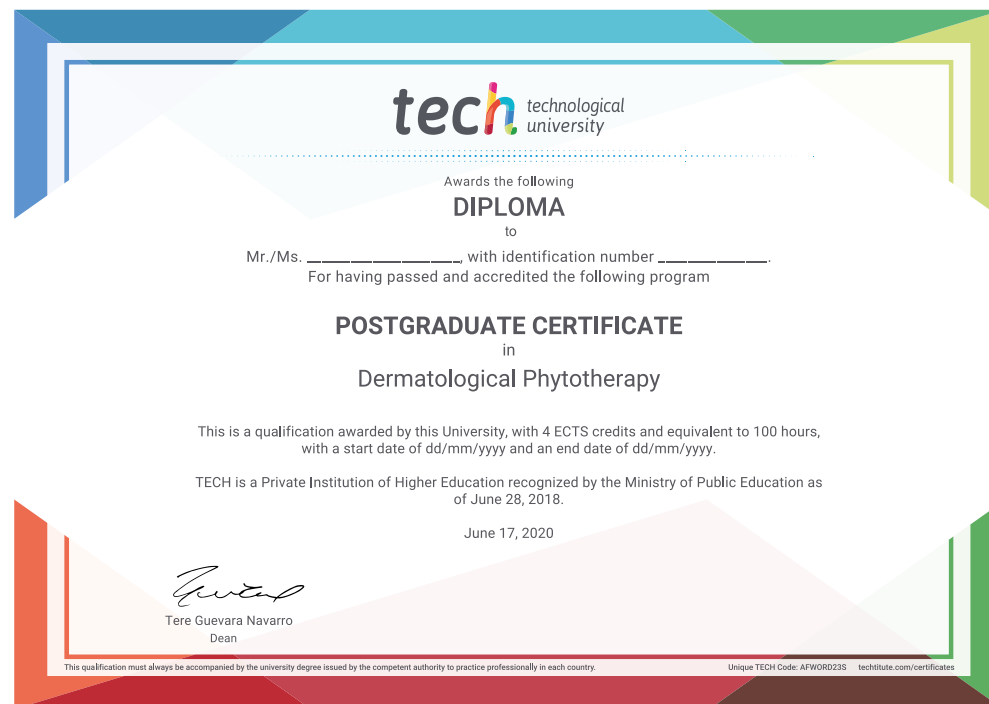 tech technological
university
Awards the following
DIPLOMA
to
Mr./Ms. ____________________, with identification number ______________.
For having passed and accredited the following program
POSTGRADUATE CERTIFICATE
in
Dermatological Phytotherapy
This is a qualification awarded by this University, with 4 ECTS credits and equivalent to 100 hours,
with a start date of dd/mm/yyyy and an end date of dd/mm/yyyy.
TECH is a Private Institution of Higher Education recognized by the Ministry of Public Education as
of June 28, 2018.
June 17, 2020
Tere Guevara Navarro
Dean
This qualification must always be accompanied by the university degree issued by the competent authority to practice professionally in each country.
Unique TECH Code: AFWORD23S techtitute.com/certificates